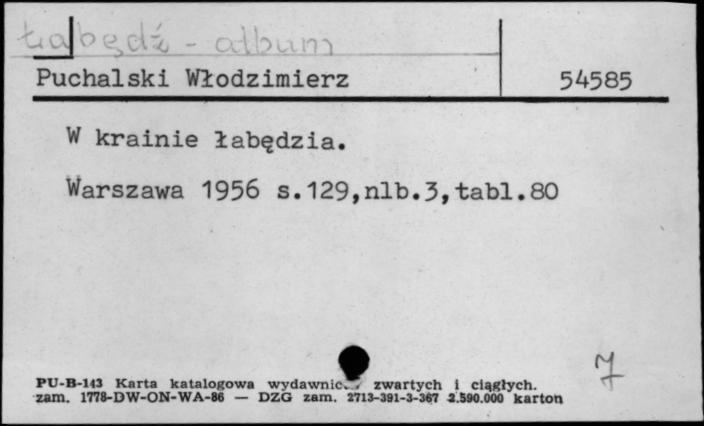 Łabędź - album
Puchalski Włodzimierz 54585
W krainie łabędzia.
Warszawa 1956 s.129,nlb.3,tabl.80
7
PU-B-143 Karta katalogowa zwartych i ciągłych.
zam. 1778-DW-ON-WA-86 — DZG zam. 2713-391-3-367 2.590.000 karton